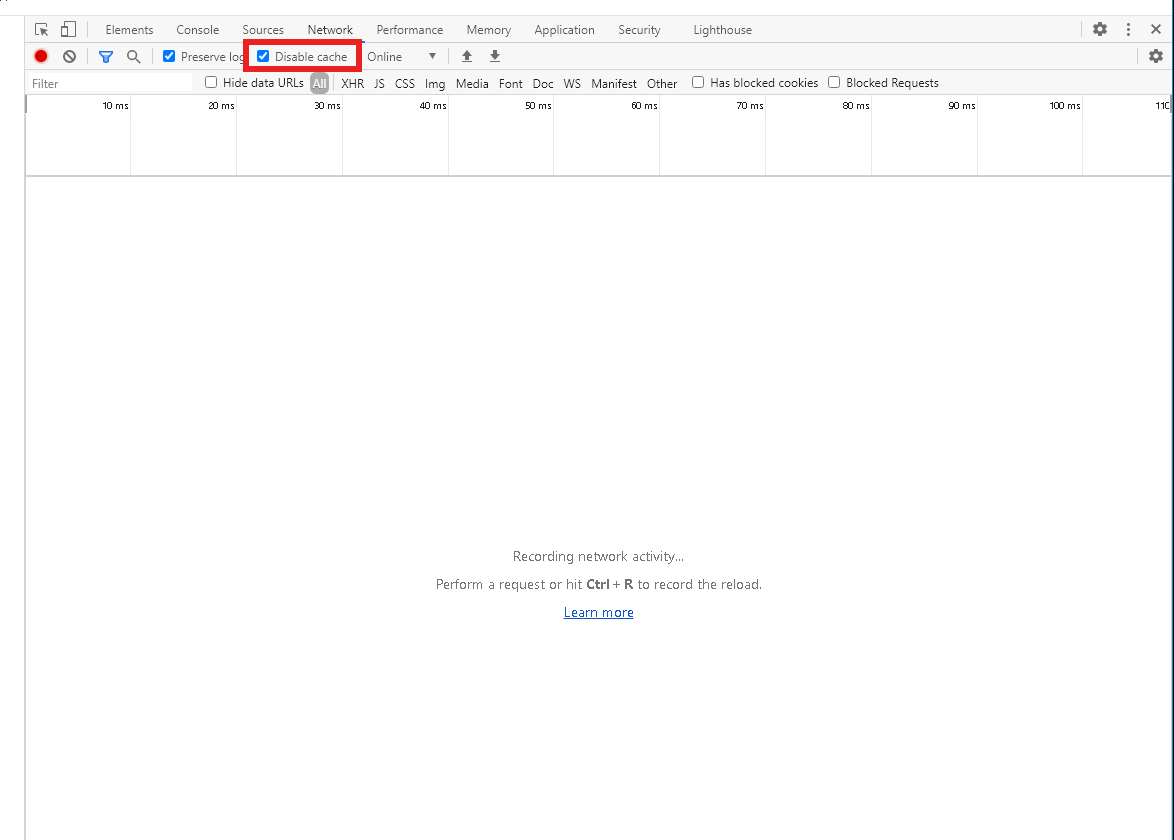 Elements Console Sources Network Performance Memory Application Security Lighthouse
Preserve log Disable cache Online
Filter Hide data URLs All XHR JS CSS Img Media Font Doc WS Manifest Other Has blocked cookies Blocked Requests
10 ms 20 ms 30 ms 40 ms 50 ms 60 ms 70 ms 80 ms 90 ms 100 ms 110
Recording network activity...
Perform a request or hit Ctrl + R to record the reload.
Learn more